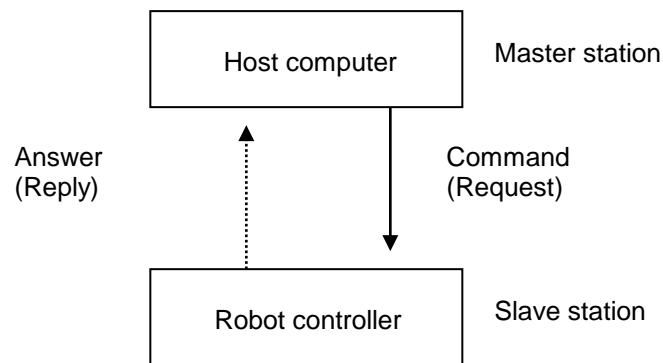 Host computer
Master station
Answer
(Reply)
Command
(Request)
Robot controller
Slave station